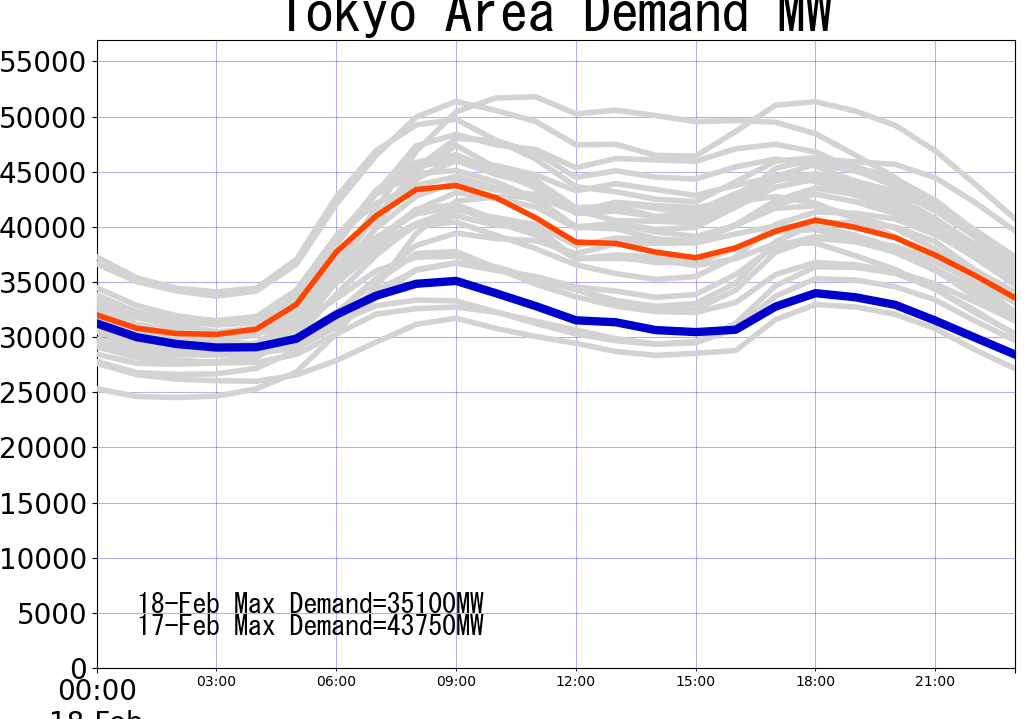 Tokyo Area Demand MW
55000
50000
45000
40000
35000
30000
25000
20000
15000
10000
5000
0
18-Feb Max Demand=35100MW
17-Feb Max Demand=43750MW
00:00 03:00 06:00 09:00 12:00 15:00 18:00 21:00
18 Feb